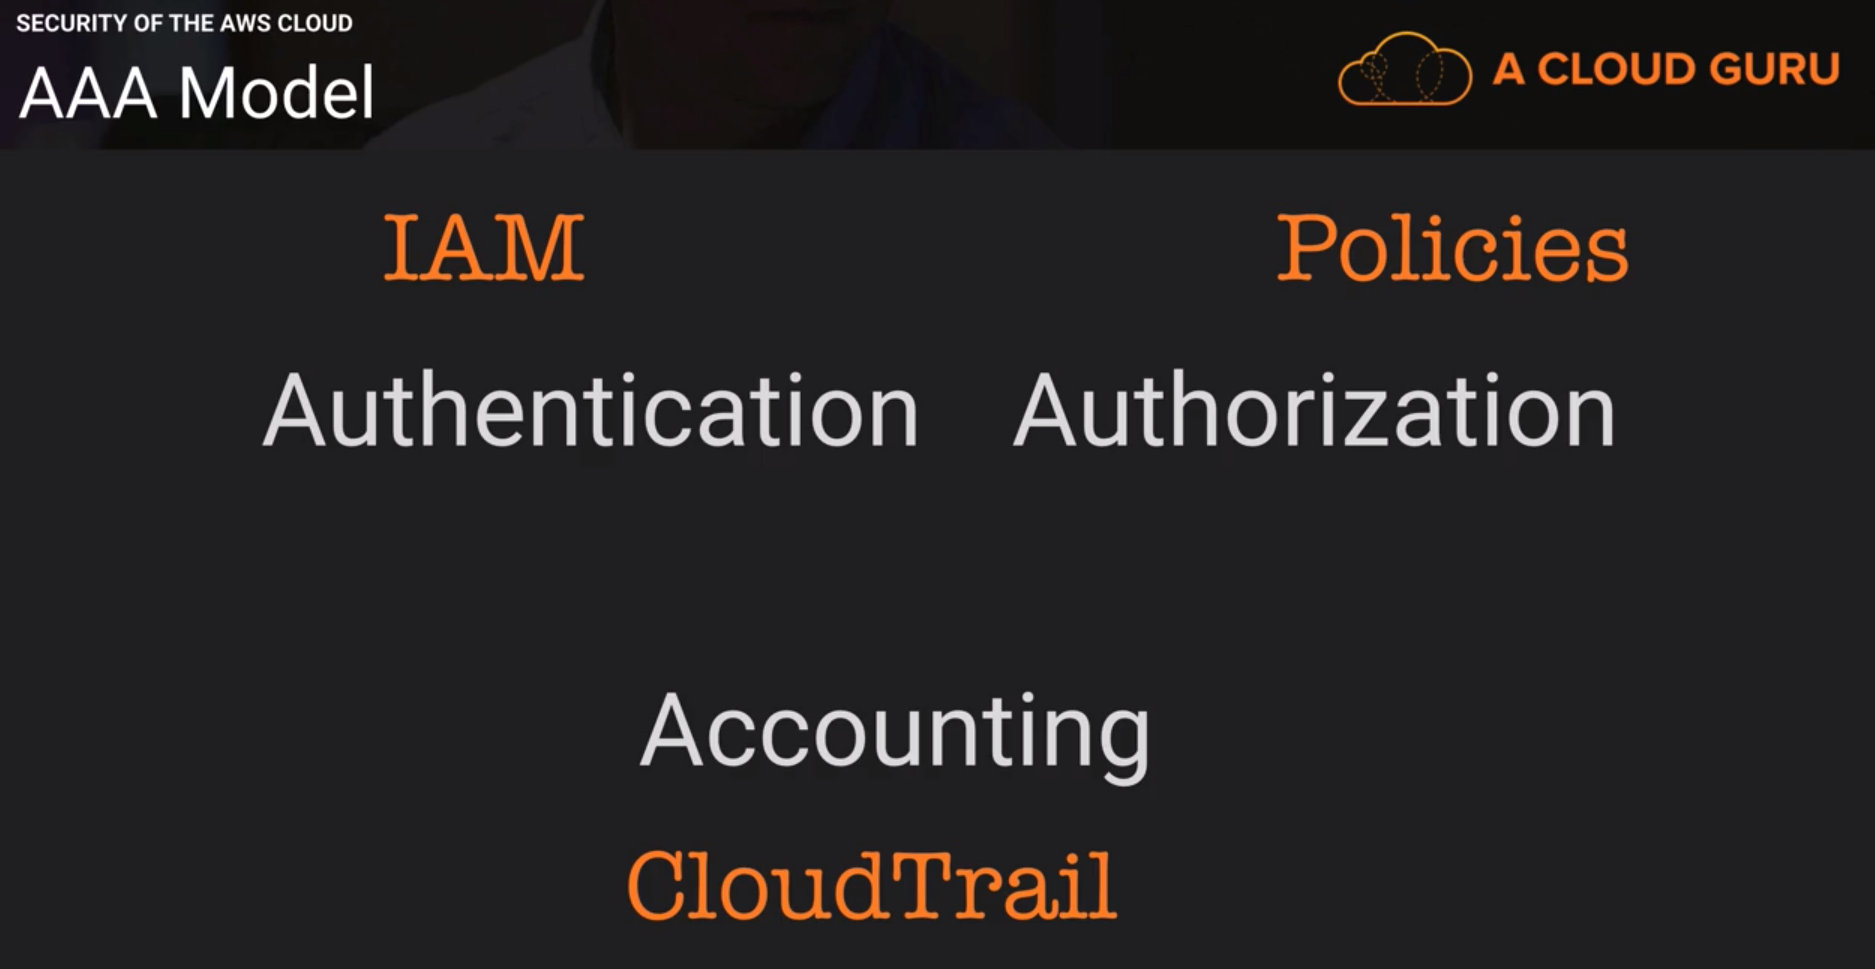 SECURITY OF THE AWS CLOUD
AAA Model
A CLOUD GURU
IAM
Policies
Authentication
Authorization
Accounting
CloudTrail